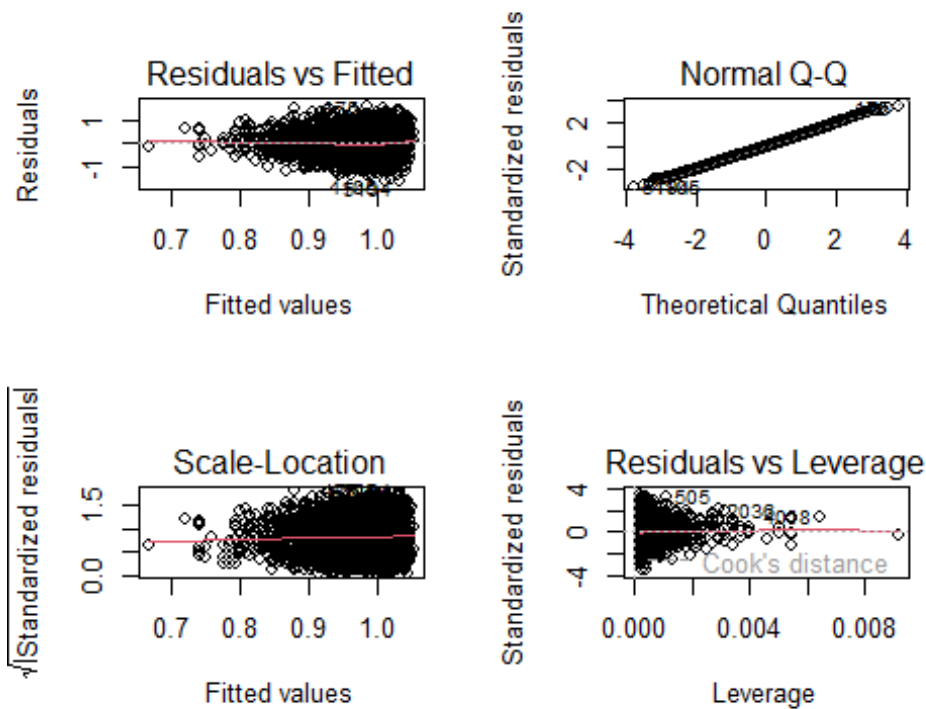 Residuals vs Fitted
Residuals
1
-1
0.7 0.8 0.9 1.0
Fitted values
Normal Q-Q
Standardized residuals
2
-2
-4 -2 0 2 4
Theoretical Quantiles
Scale-Location
√|Standardized residuals|
1.5
0.0
0.7 0.8 0.9 1.0
Fitted values
Residuals vs Leverage
Standardized residuals
4
0
-4
505
2036
Cook's distance
0.000 0.004 0.008
Leverage